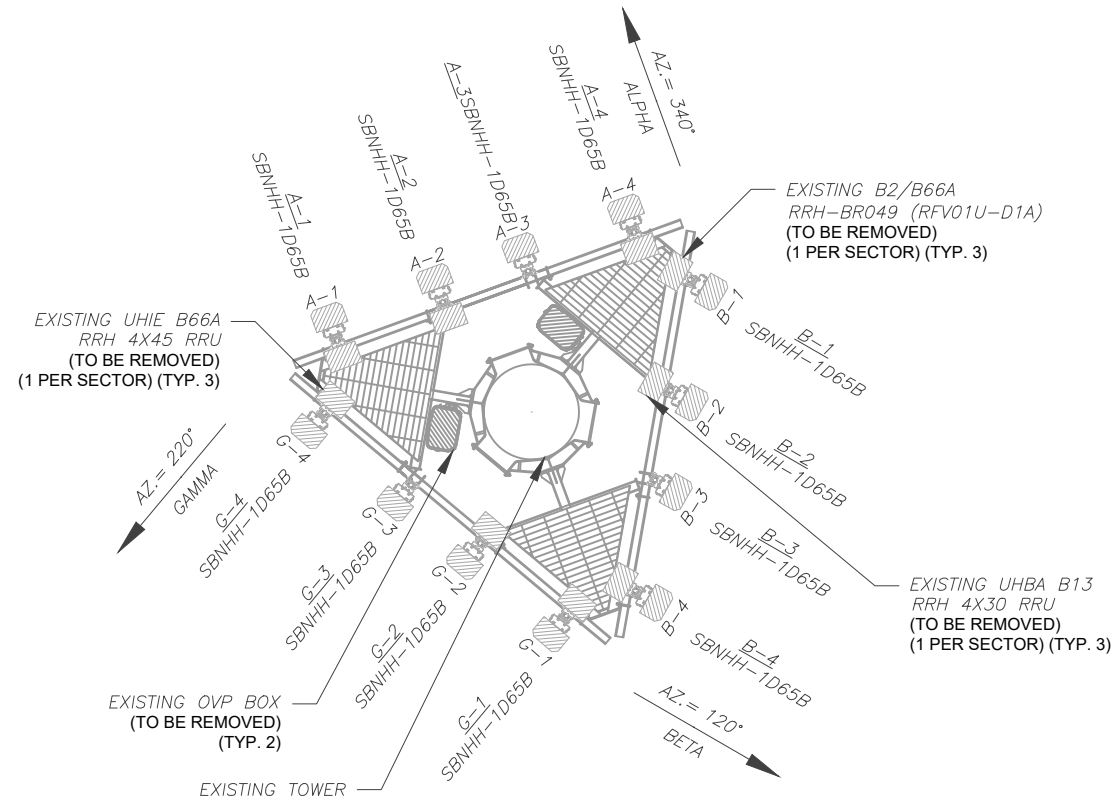 AZ.= 340°
ALPHA
A-4
SBNHH-1D65B
A-3SBNHH-1D65B
A-2
SBNHH-1D65B
A-1
SBNHH-1D65B
A-4
A-3
A-2
A-1
EXISTING B2/B66A
RRH-BR049 (RFV01U-D1A)
(TO BE REMOVED)
(1 PER SECTOR) (TYP. 3)
EXISTING UHIE B66A
RRH 4X45 RRU
(TO BE REMOVED)
(1 PER SECTOR) (TYP. 3)
B-1
B-1
SBNHH-1D65B
B-2
B-2
SBNHH-1D65B
B-3
B-3
SBNHH-1D65B
B-4
B-4
SBNHH-1D65B
AZ.= 220°
GAMMA
G-4
G-4
SBNHH-1D65B
G-3
G-3
SBNHH-1D65B
G-2
G-2
SBNHH-1D65B
G-1
G-1
SBNHH-1D65B
EXISTING UHBA B13
RRH 4X30 RRU
(TO BE REMOVED)
(1 PER SECTOR) (TYP. 3)
EXISTING OVP BOX
(TO BE REMOVED)
(TYP. 2)
AZ.= 120°
BETA
EXISTING TOWER